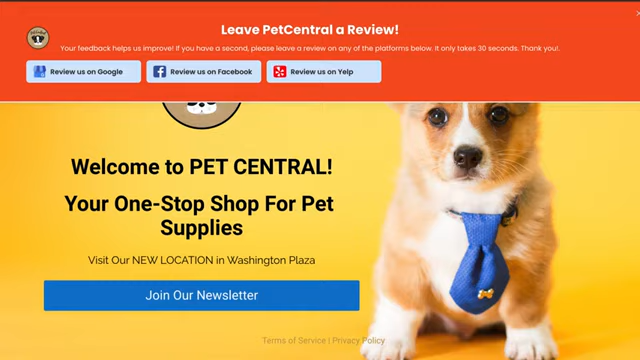 Leave PetCentral a Review!
Your feedback helps us improve! If you have a second, please leave a review on any of the platforms below. It only takes 30 seconds. Thank you!.
Review us on Google
Review us on Facebook
Review us on Yelp
Welcome to PET CENTRAL!
Your One-Stop Shop For Pet
Supplies
Visit Our NEW LOCATION in Washington Plaza
Join Our Newsletter
Terms of Service | Privacy Policy